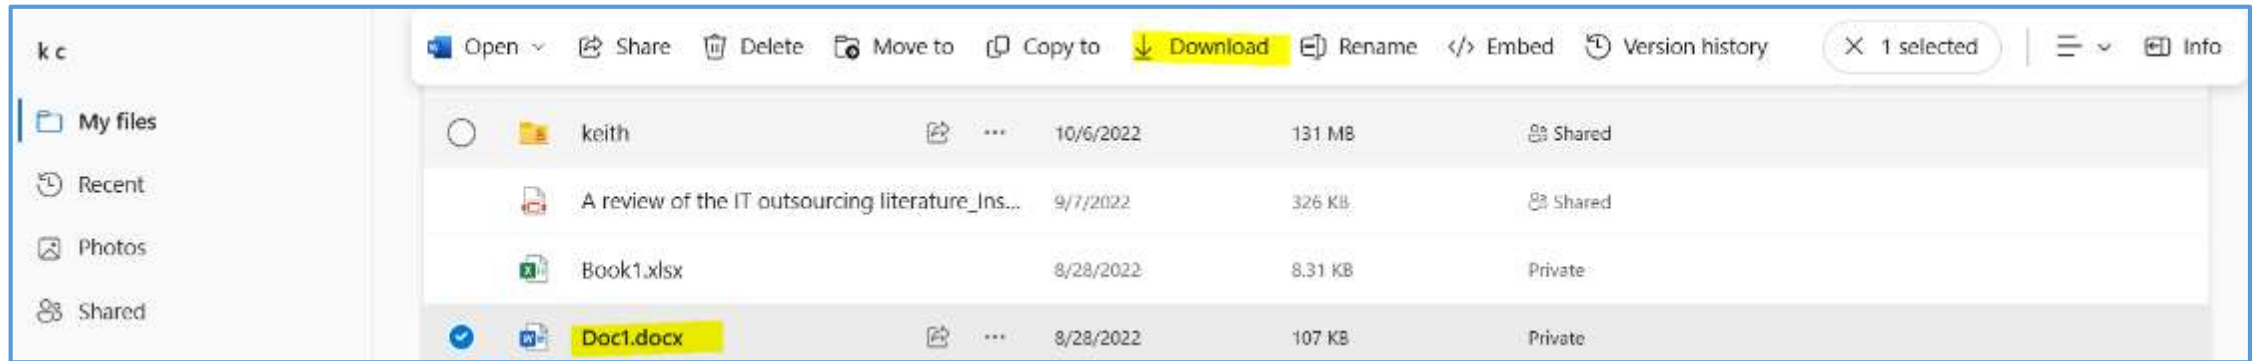 k c
Open Share Delete Move to Copy to Download Rename </> Embed Version history 1 selected Info
My files
Recent
Photos
Shared
keith ... 10/6/2022 131 MB Shared
A review of the IT outsourcing literature_Ins... 9/7/2022 326 KB Shared
Book1.xlsx 8/28/2022 8.31 KB Private
Doc1.docx ... 8/28/2022 107 KB Private